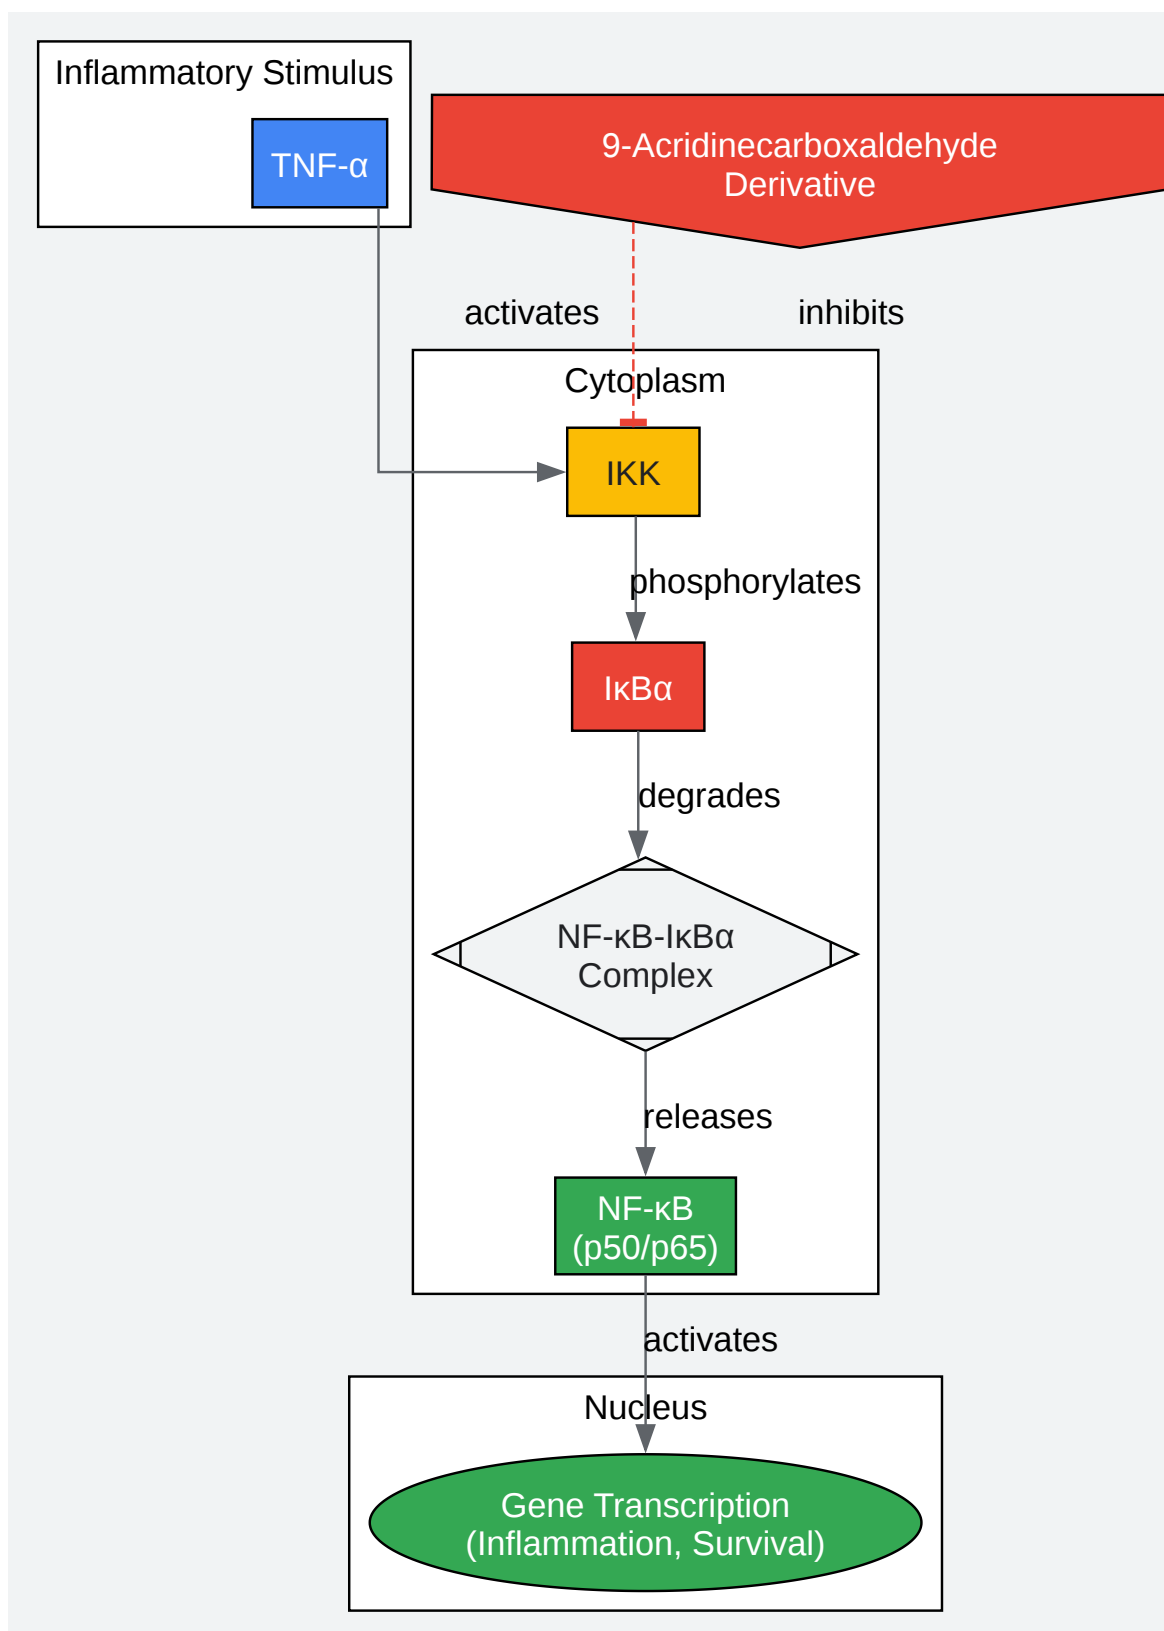 Inflammatory Stimulus
TNF-α
9-Acridinecarboxaldehyde
Derivative
activates
inhibits
Cytoplasm
IKK
phosphorylates
IκBα
degrades
NF-κB-IκBα
Complex
releases
NF-κB
(p50/p65)
activates
Nucleus
Gene Transcription
(Inflammation, Survival)